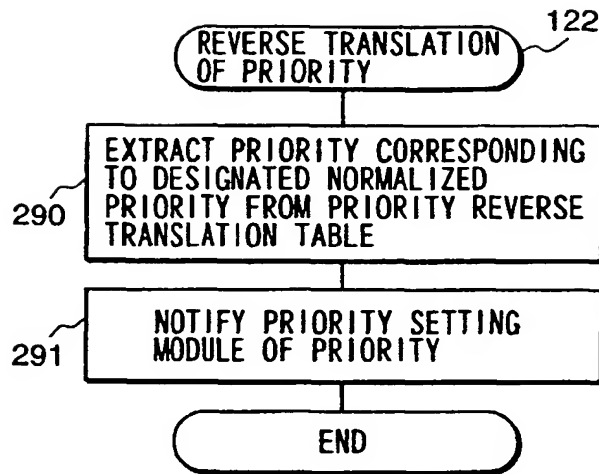 122
REVERSE TRANSLATION
OF PRIORITY
290
EXTRACT PRIORITY CORRESPONDING
TO DESIGNATED NORMALIZED
PRIORITY FROM PRIORITY REVERSE
TRANSLATION TABLE
291
NOTIFY PRIORITY SETTING
MODULE OF PRIORITY
END